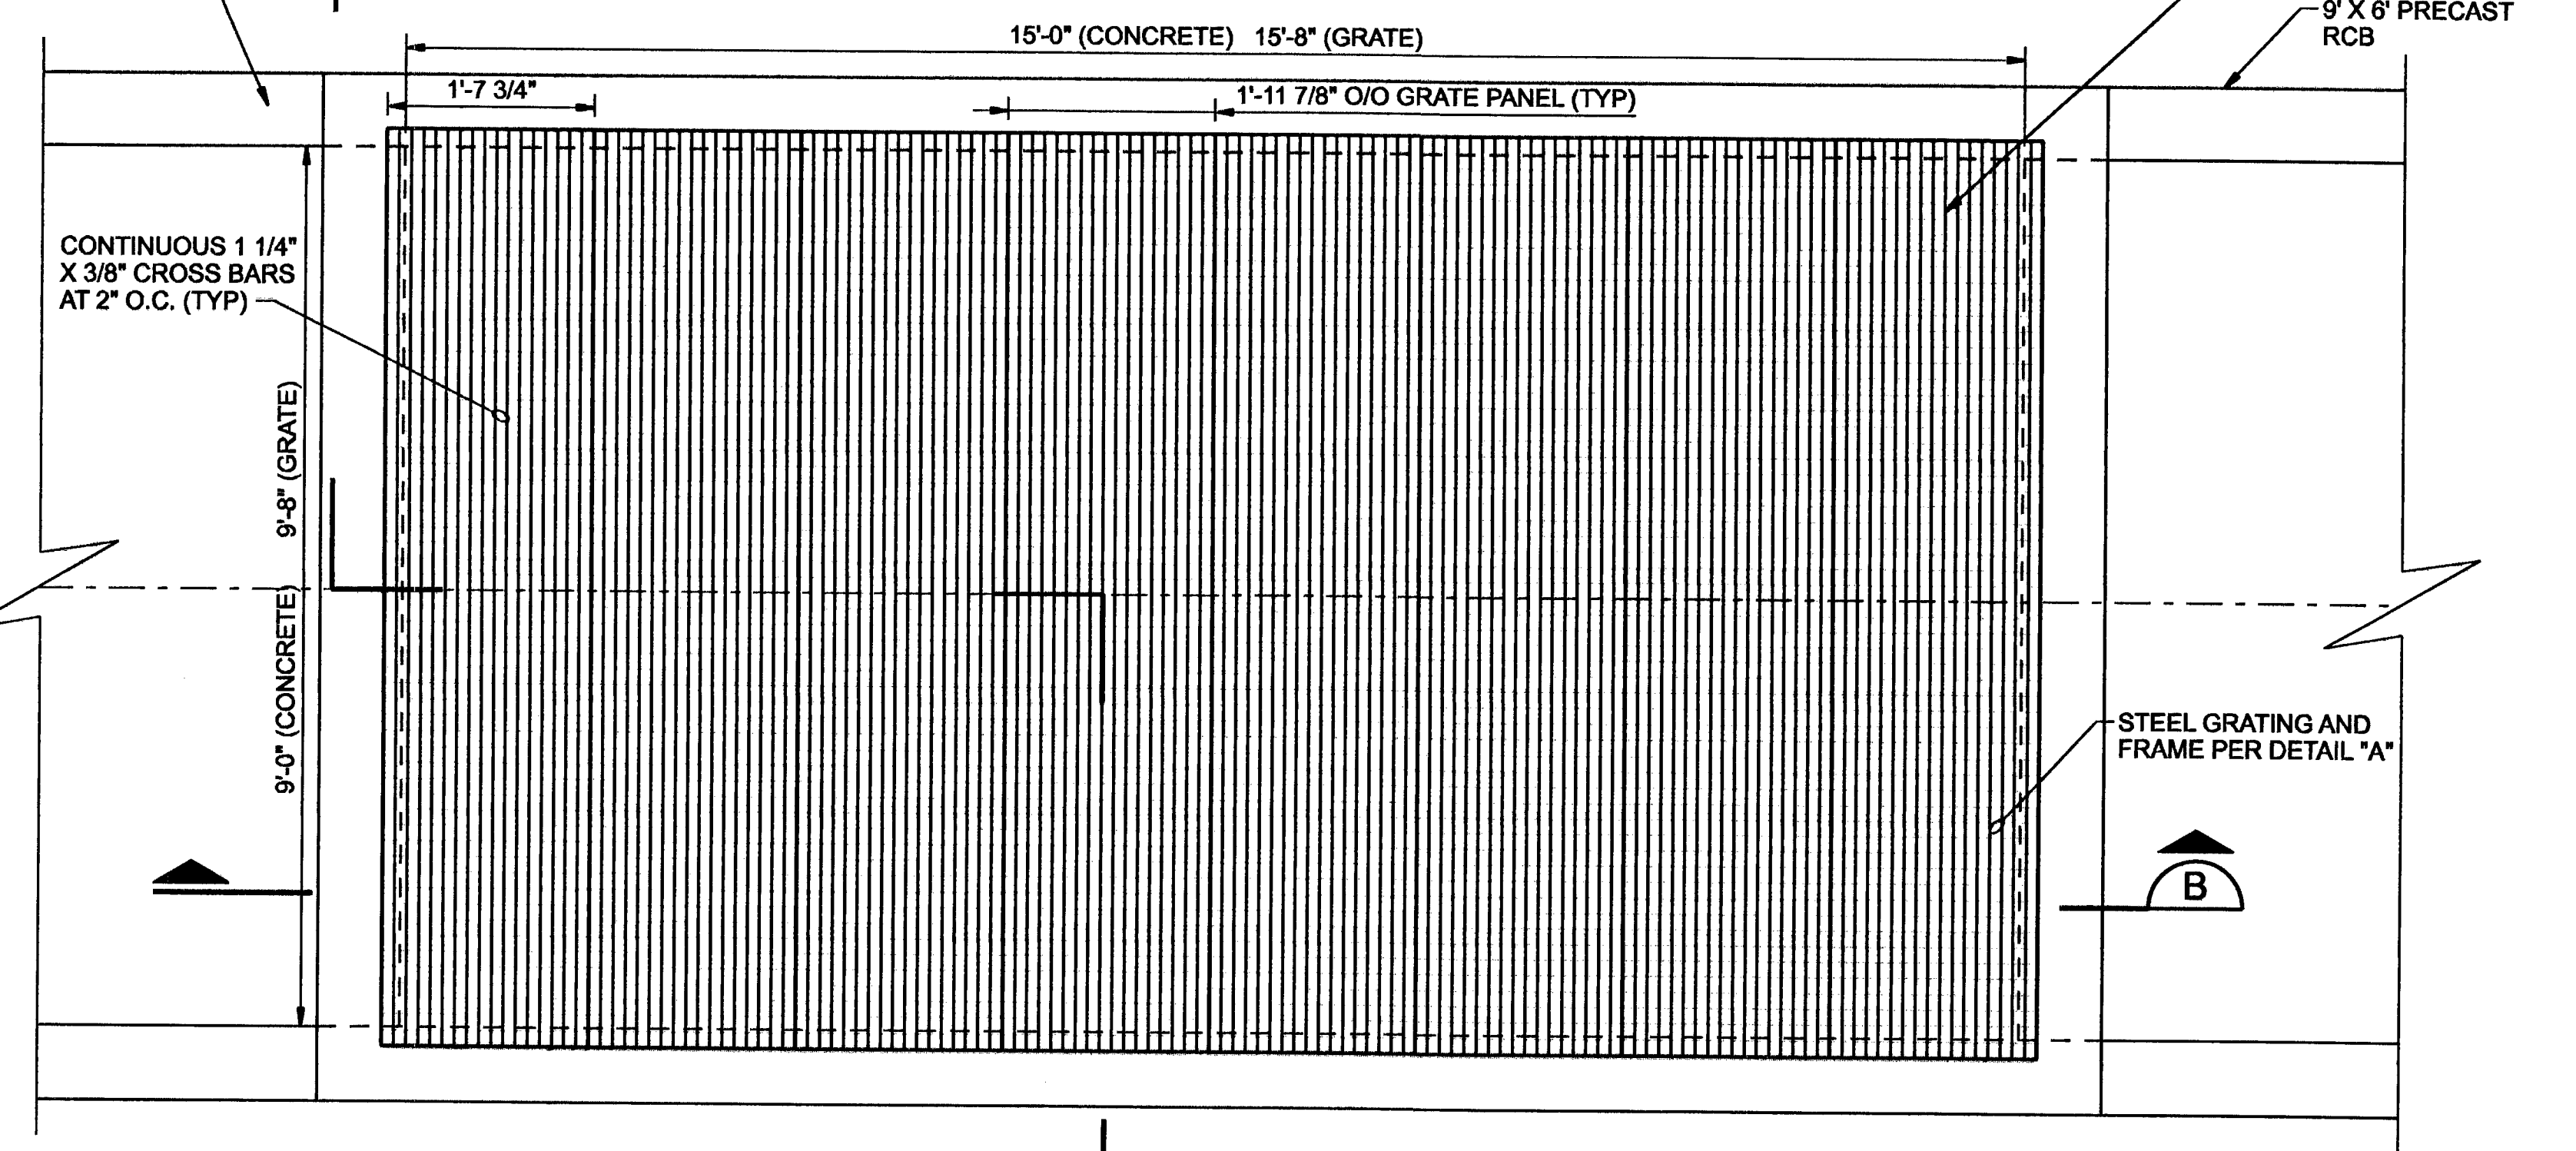 9' X 6' PRECAST
RCB
15'-0" (CONCRETE) 15'-8" (GRATE)
1'-7 3/4"
1'-11 7/8" O/O GRATE PANEL (TYP)
CONTINUOUS 1 1/4"
X 3/8" CROSS BARS
AT 2" O.C. (TYP)
9'-0" (CONCRETE) 9'-8" (GRATE)
STEEL GRATING AND
FRAME PER DETAIL "A"
B